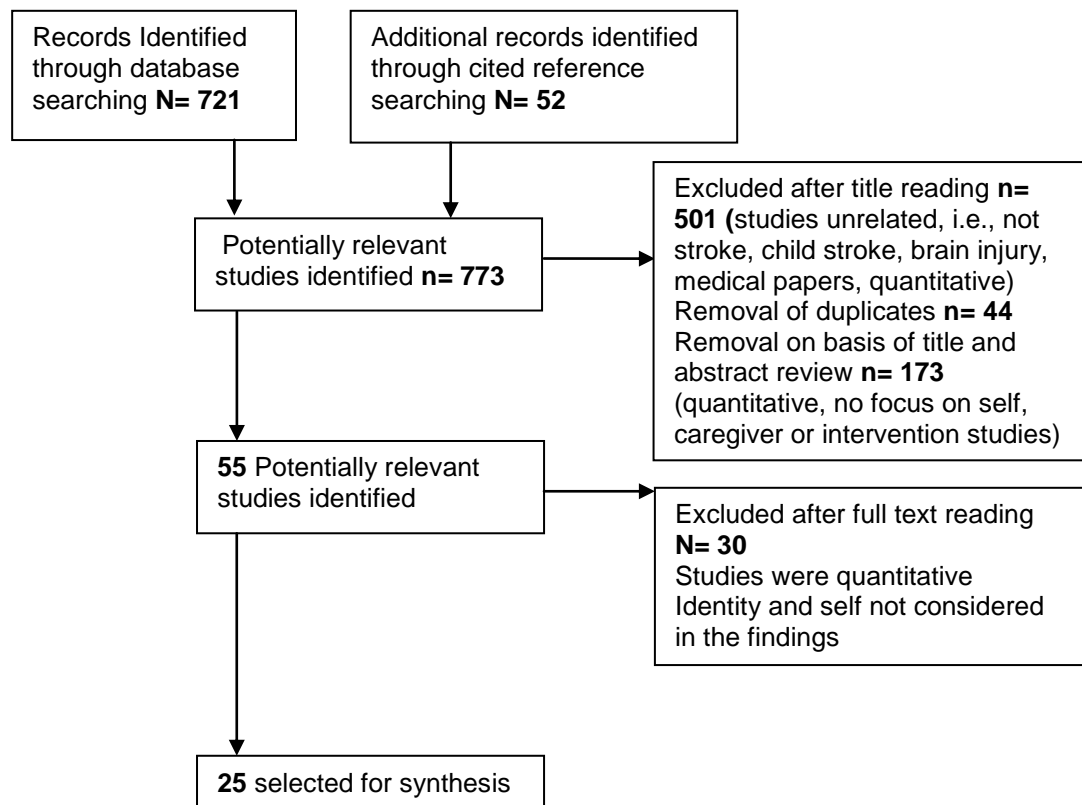 Records Identified
through database
searching N= 721
Additional records identified
through cited reference
searching N= 52
Potentially relevant
studies identified n= 773
Excluded after title reading n=
501 (studies unrelated, i.e., not
stroke, child stroke, brain injury,
medical papers, quantitative)
Removal of duplicates n= 44
Removal on basis of title and
abstract review n= 173
(quantitative, no focus on self,
caregiver or intervention studies)
55 Potentially relevant
studies identified
Excluded after full text reading
N= 30
Studies were quantitative
Identity and self not considered
in the findings
25 selected for synthesis